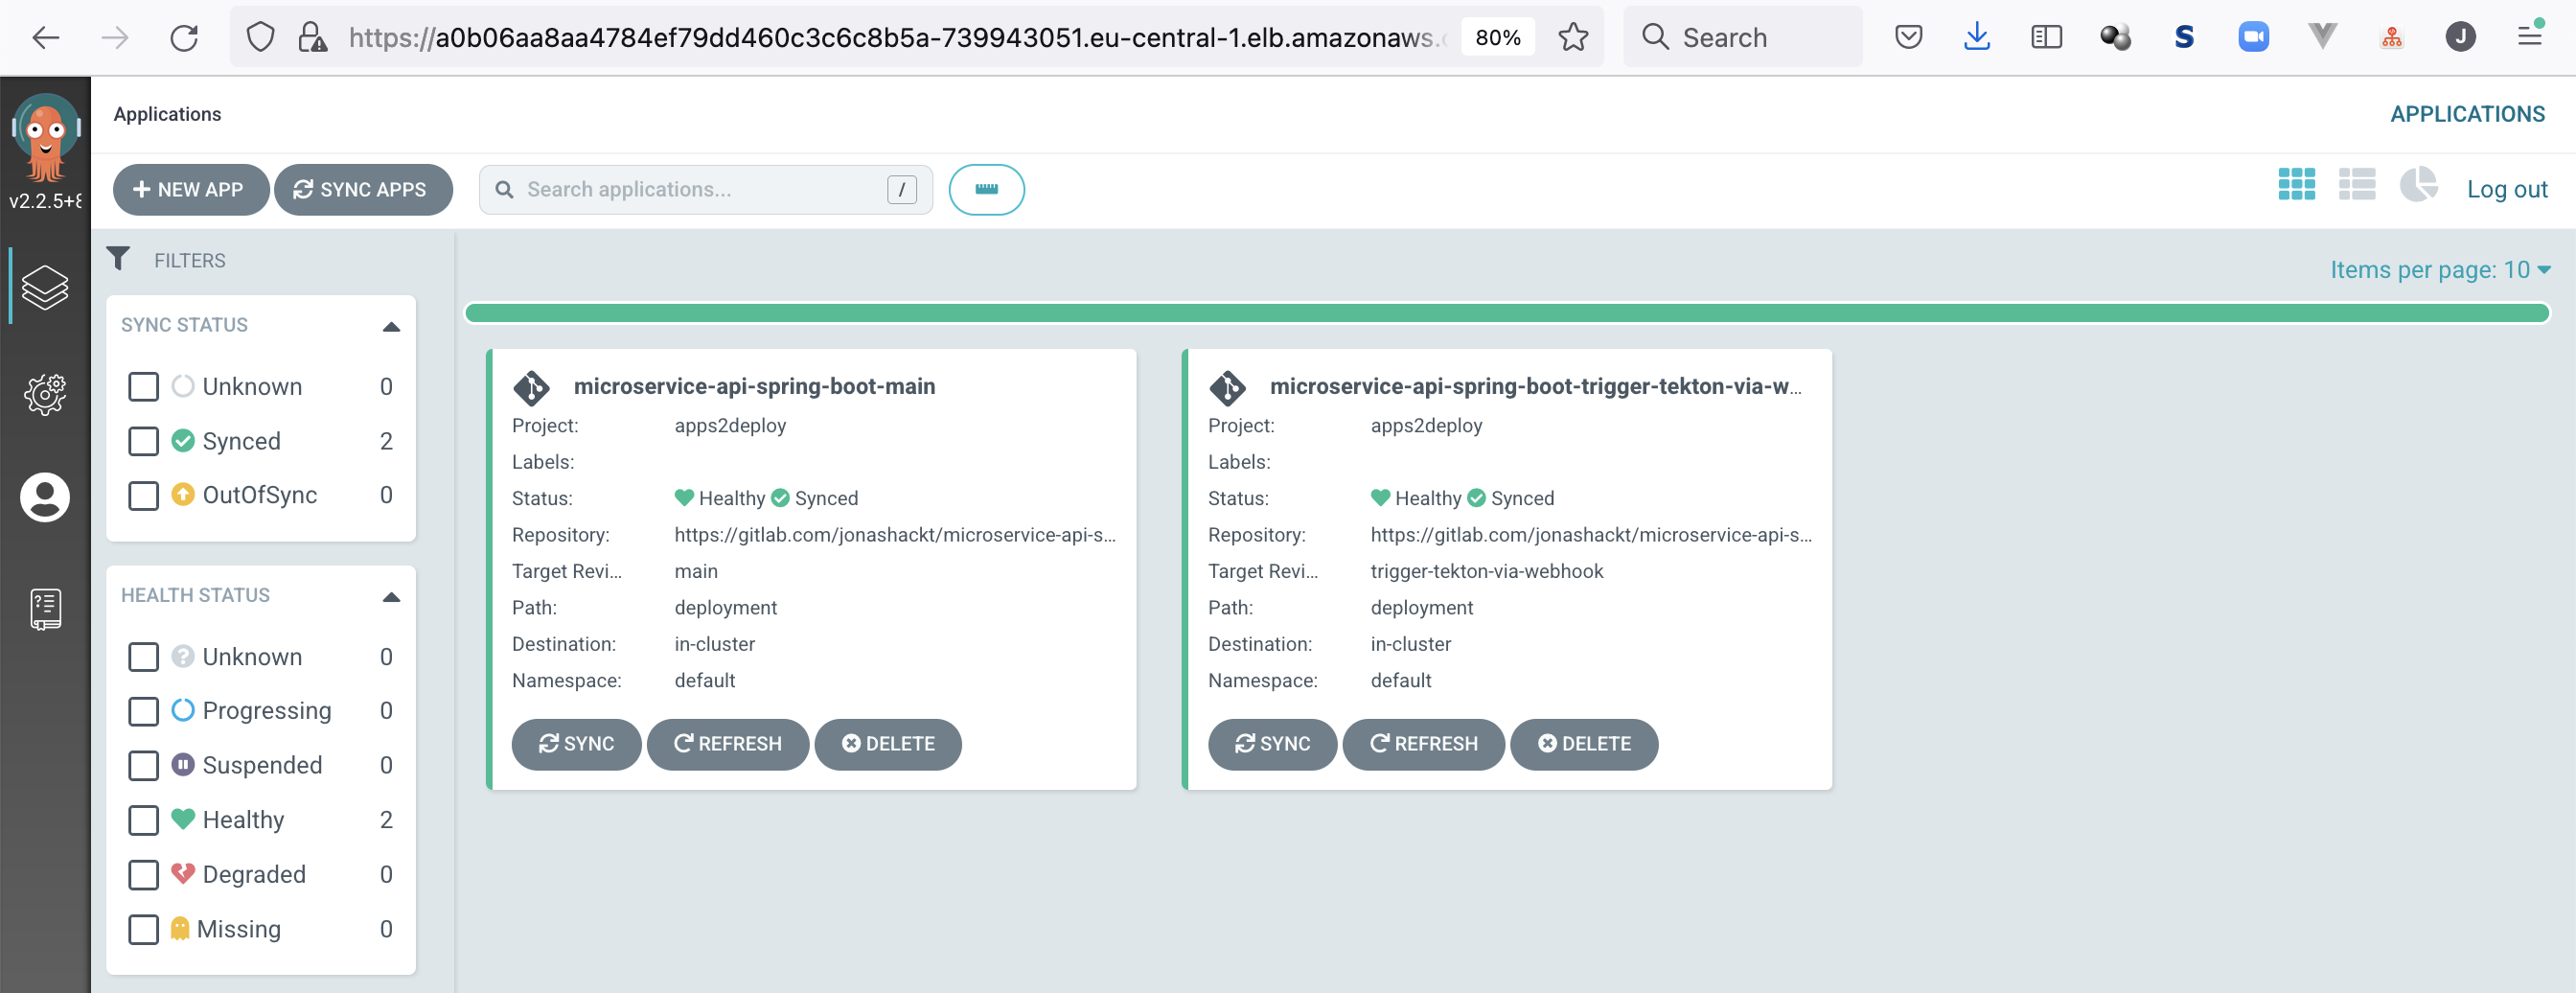 https://a0b06aa8aa4784ef79dd460c3c6c8b5a-739943051.eu-central-1.elb.amazonaws.c 80% Search S J
Applications APPLICATIONS
v2.2.5+8
NEW APP SYNC APPS Search applications... / Log out
FILTERS
Items per page: 10
SYNC STATUS
Unknown 0
Synced 2
OutOfSync 0
HEALTH STATUS
Unknown 0
Progressing 0
Suspended 0
Healthy 2
Degraded 0
Missing 0
microservice-api-spring-boot-main
Project: apps2deploy
Labels:
Status: Healthy Synced
Repository: https://gitlab.com/jonashackt/microservice-api-s...
Target Revi... main
Path: deployment
Destination: in-cluster
Namespace: default
SYNC REFRESH DELETE
microservice-api-spring-boot-trigger-tekton-via-w...
Project: apps2deploy
Labels:
Status: Healthy Synced
Repository: https://gitlab.com/jonashackt/microservice-api-s...
Target Revi... trigger-tekton-via-webhook
Path: deployment
Destination: in-cluster
Namespace: default
SYNC REFRESH DELETE